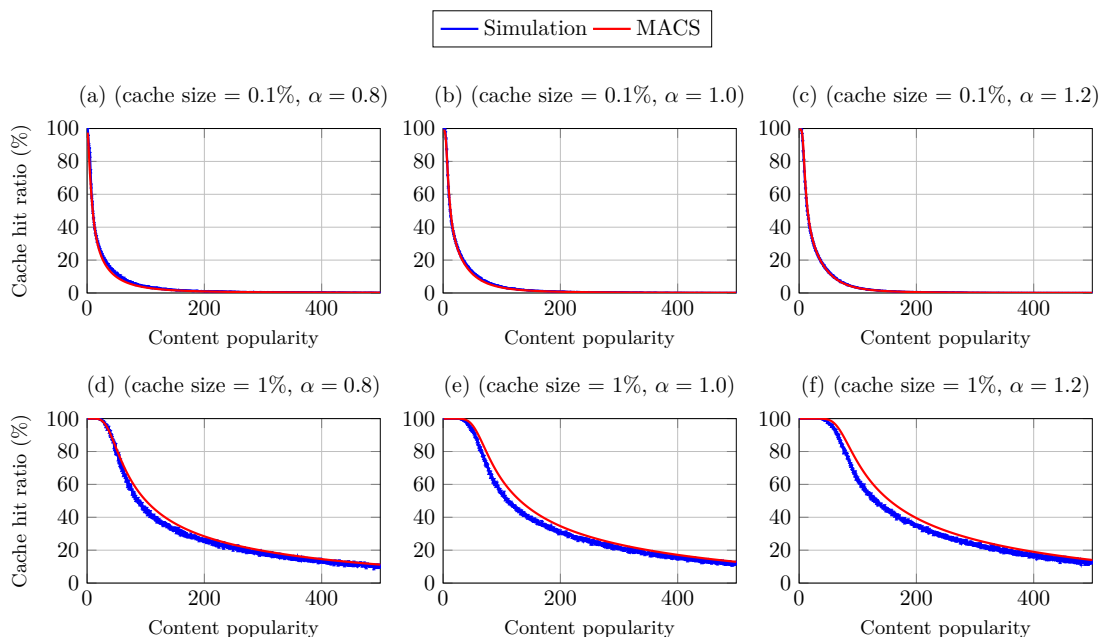 Simulation MACS
(a) (cache size = 0.1%, α = 0.8) (b) (cache size = 0.1%, α = 1.0) (c) (cache size = 0.1%, α = 1.2)
Cache hit ratio (%)
100 100 100
80 80 80
60 60 60
40 40 40
20 20 20
0 0 0
0 200 400 0 200 400 0 200 400
Content popularity Content popularity Content popularity
(d) (cache size = 1%, α = 0.8) (e) (cache size = 1%, α = 1.0) (f) (cache size = 1%, α = 1.2)
Cache hit ratio (%)
100 100 100
80 80 80
60 60 60
40 40 40
20 20 20
0 0 0
0 200 400 0 200 400 0 200 400
Content popularity Content popularity Content popularity